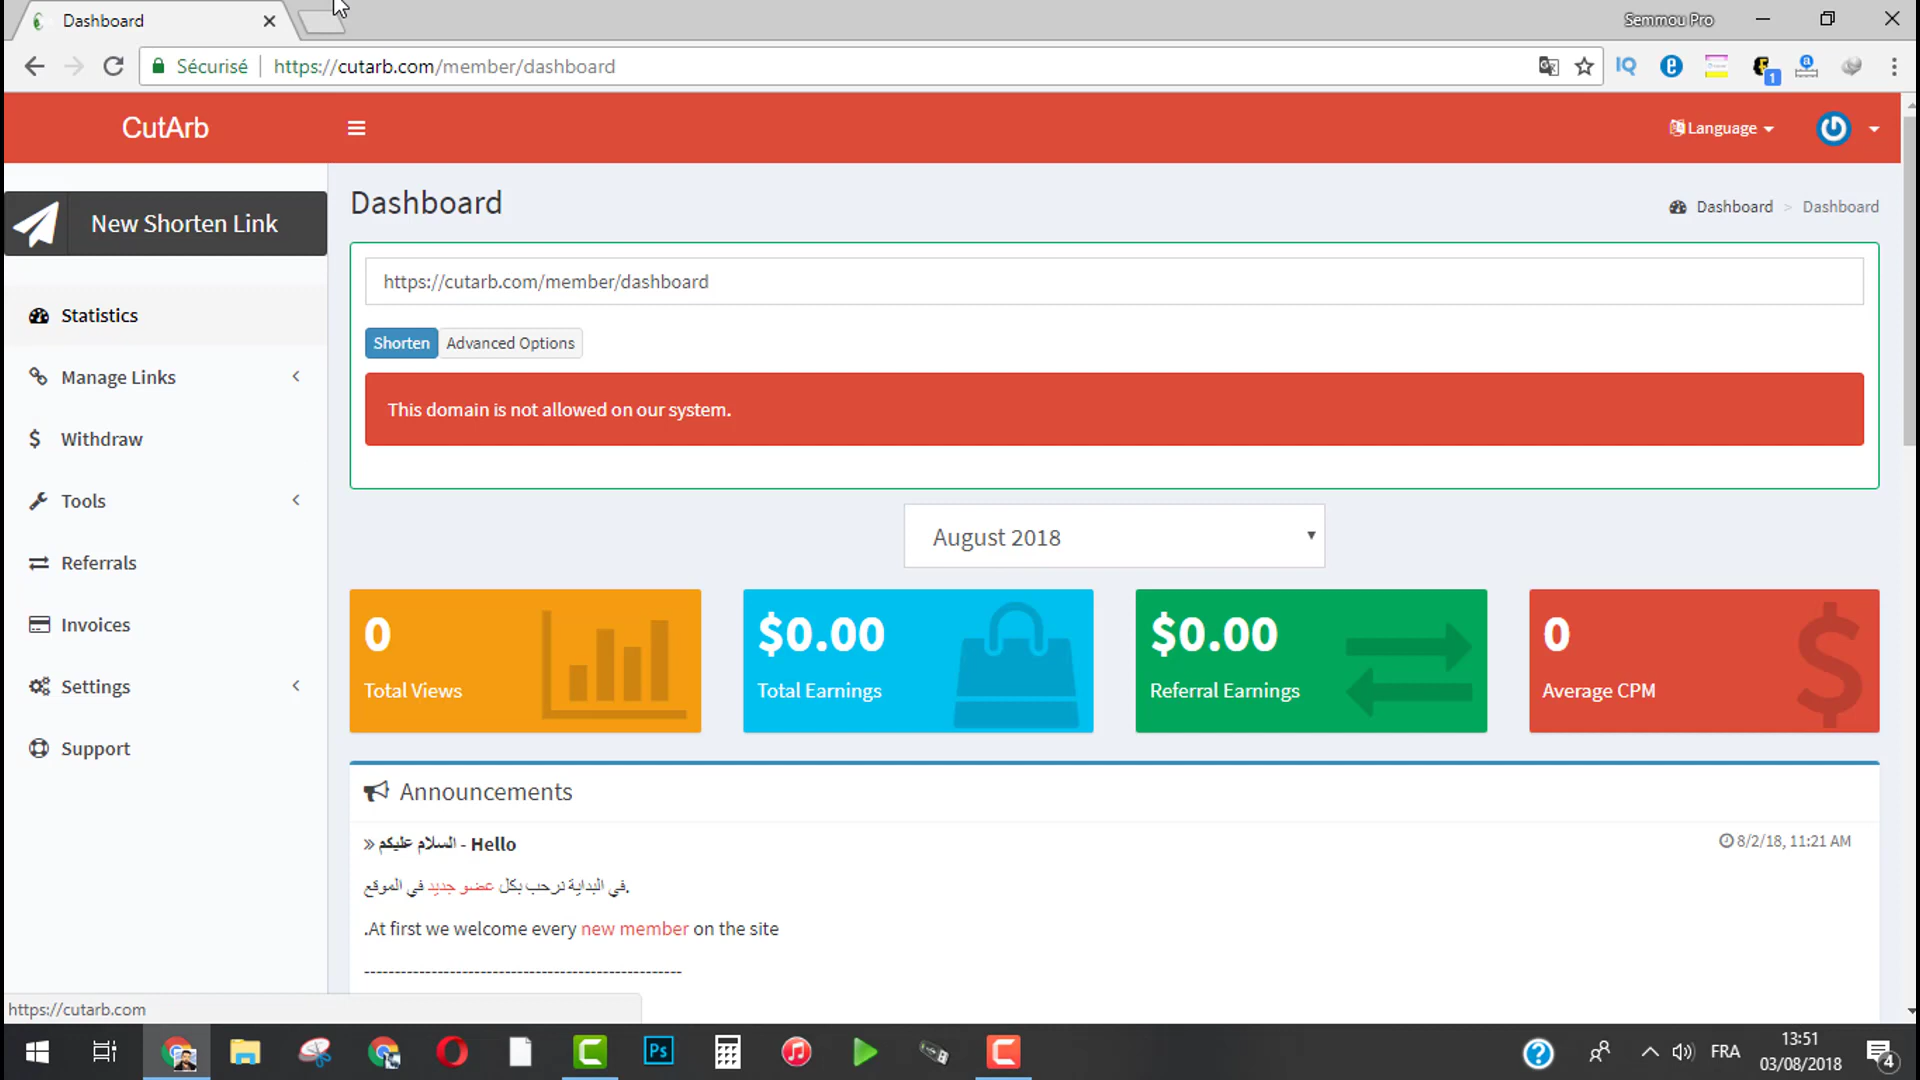 Dashboard
Semmou Pro
Sécurisé
https://cutarb.com/member/dashboard
1
CutArb
Language
New Shorten Link
Dashboard
Dashboard > Dashboard
https://cutarb.com/member/dashboard
Shorten
Advanced Options
This domain is not allowed on our system.
Statistics
Manage Links
Withdraw
Tools
Referrals
Invoices
Settings
Support
August 2018
0
Total Views
$0.00
Total Earnings
$0.00
Referral Earnings
0
Average CPM
Announcements
» السلام عليكم - Hello
8/2/18, 11:21 AM
في البداية نرحب بكل عضو جديد في الموقع.
.At first we welcome every new member on the site
--------------------------------------------------
https://cutarb.com
Ps
FRA
13:51
03/08/2018
4